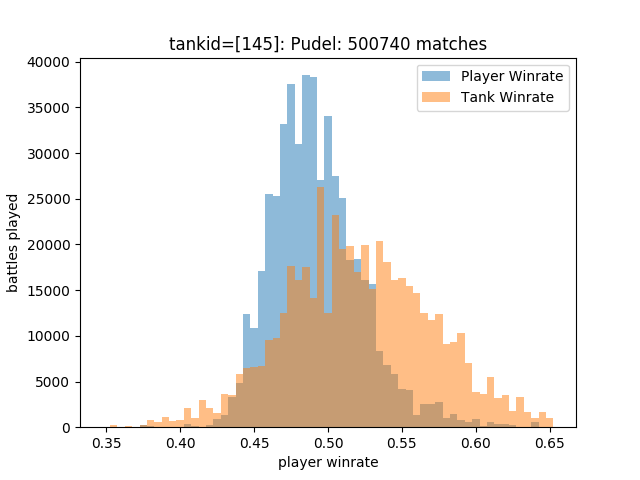 tankid=[145]: Pudel: 500740 matches
Player Winrate
Tank Winrate
battles played
40000
35000
30000
25000
20000
15000
10000
5000
0
0.35 0.40 0.45 0.50 0.55 0.60 0.65
player winrate